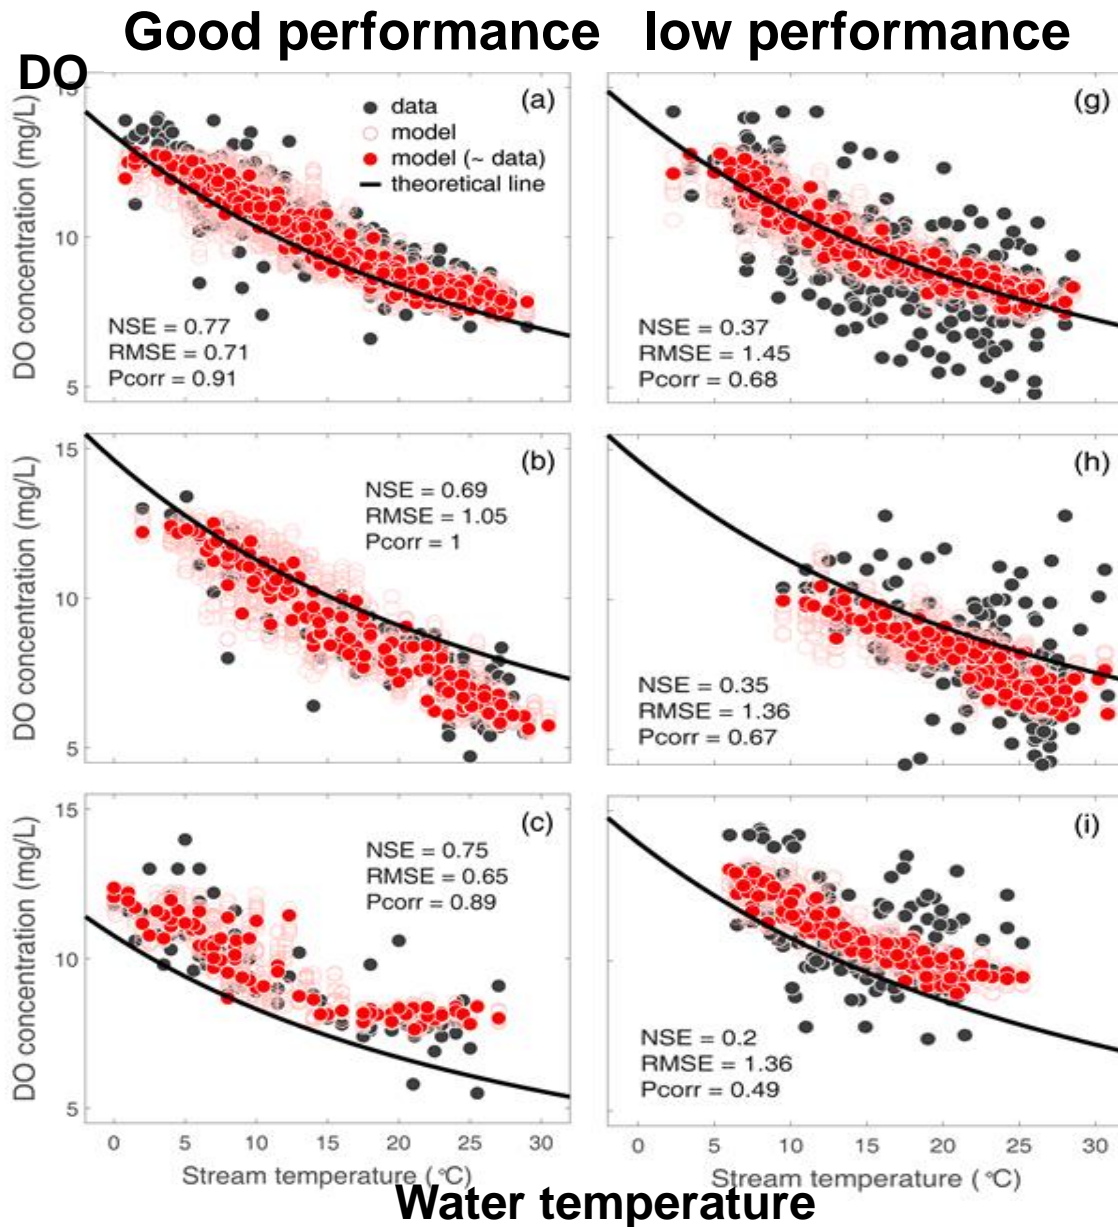 Good performance low performance
DO
DO concentration (mg/L)
15
10
5
(a)
data
model
model (~ data)
theoretical line
NSE = 0.77
RMSE = 0.71
Pcorr = 0.91
(g)
NSE = 0.37
RMSE = 1.45
Pcorr = 0.68
DO concentration (mg/L)
15
10
5
(b)
NSE = 0.69
RMSE = 1.05
Pcorr = 1
(h)
NSE = 0.35
RMSE = 1.36
Pcorr = 0.67
DO concentration (mg/L)
15
10
5
(c)
NSE = 0.75
RMSE = 0.65
Pcorr = 0.89
(i)
NSE = 0.2
RMSE = 1.36
Pcorr = 0.49
0 5 10 15 20 25 30
0 5 10 15 20 25 30
Stream temperature (°C)
Stream temperature (°C)
Water temperature